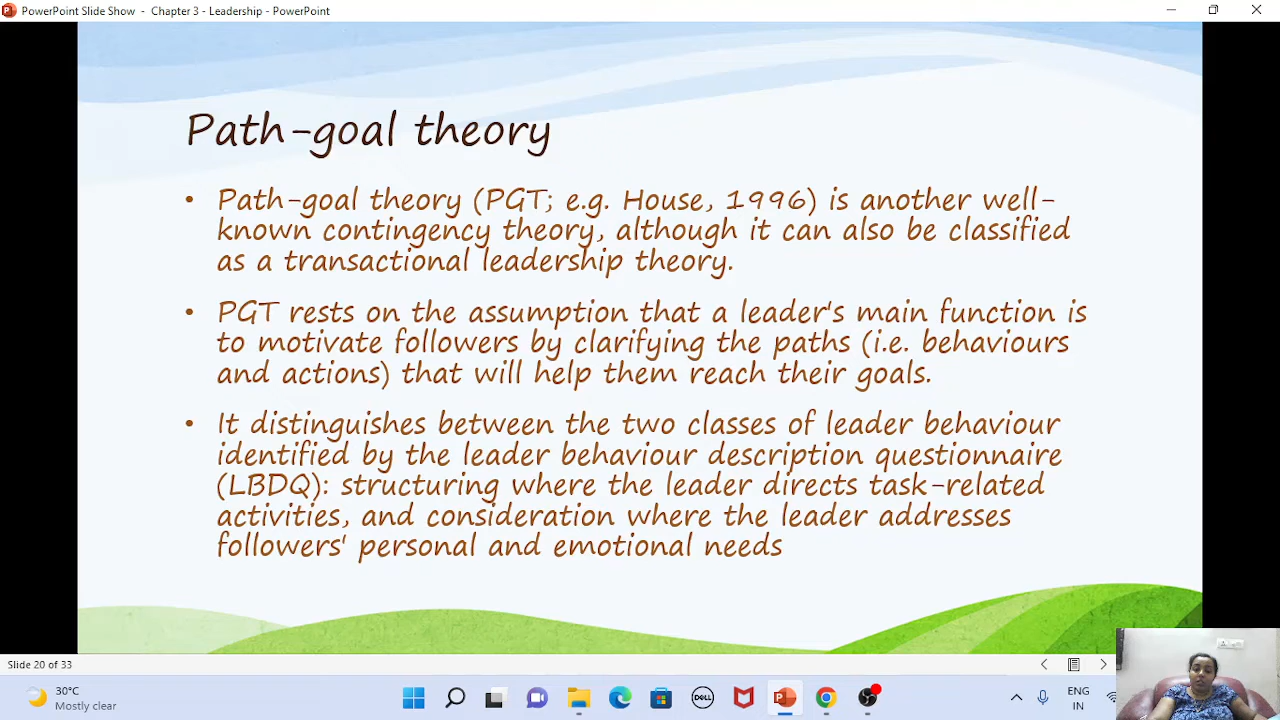 PowerPoint Slide Show - Chapter 3 - Leadership - PowerPoint
Path-goal theory
• Path-goal theory (PGT; e.g. House, 1996) is another well-
known contingency theory, although it can also be classified
as a transactional leadership theory.
• PGT rests on the assumption that a leader's main function is
to motivate followers by clarifying the paths (i.e. behaviours
and actions) that will help them reach their goals.
• It distinguishes between the two classes of leader behaviour
identified by the leader behaviour description questionnaire
(LBDQ): structuring where the leader directs task-related
activities, and consideration where the leader addresses
followers' personal and emotional needs
Slide 20 of 33
30°C
Mostly clear
DELL
ENG
IN